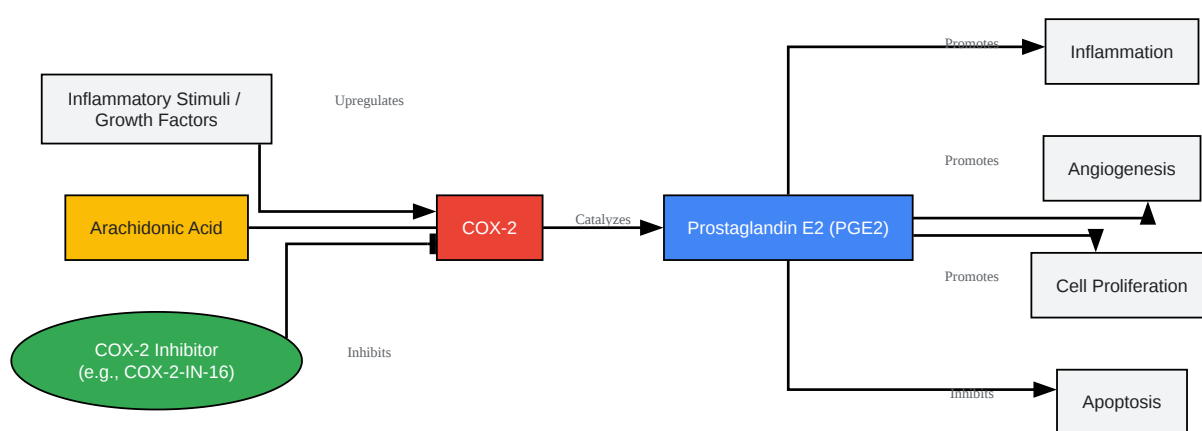 Inflammatory Stimuli /
Growth Factors
Upregulates
Arachidonic Acid
COX-2
Catalyzes
Prostaglandin E2 (PGE2)
COX-2 Inhibitor
(e.g., COX-2-IN-16)
Inhibits
Promotes
Inflammation
Promotes
Angiogenesis
Promotes
Cell Proliferation
Inhibits
Apoptosis